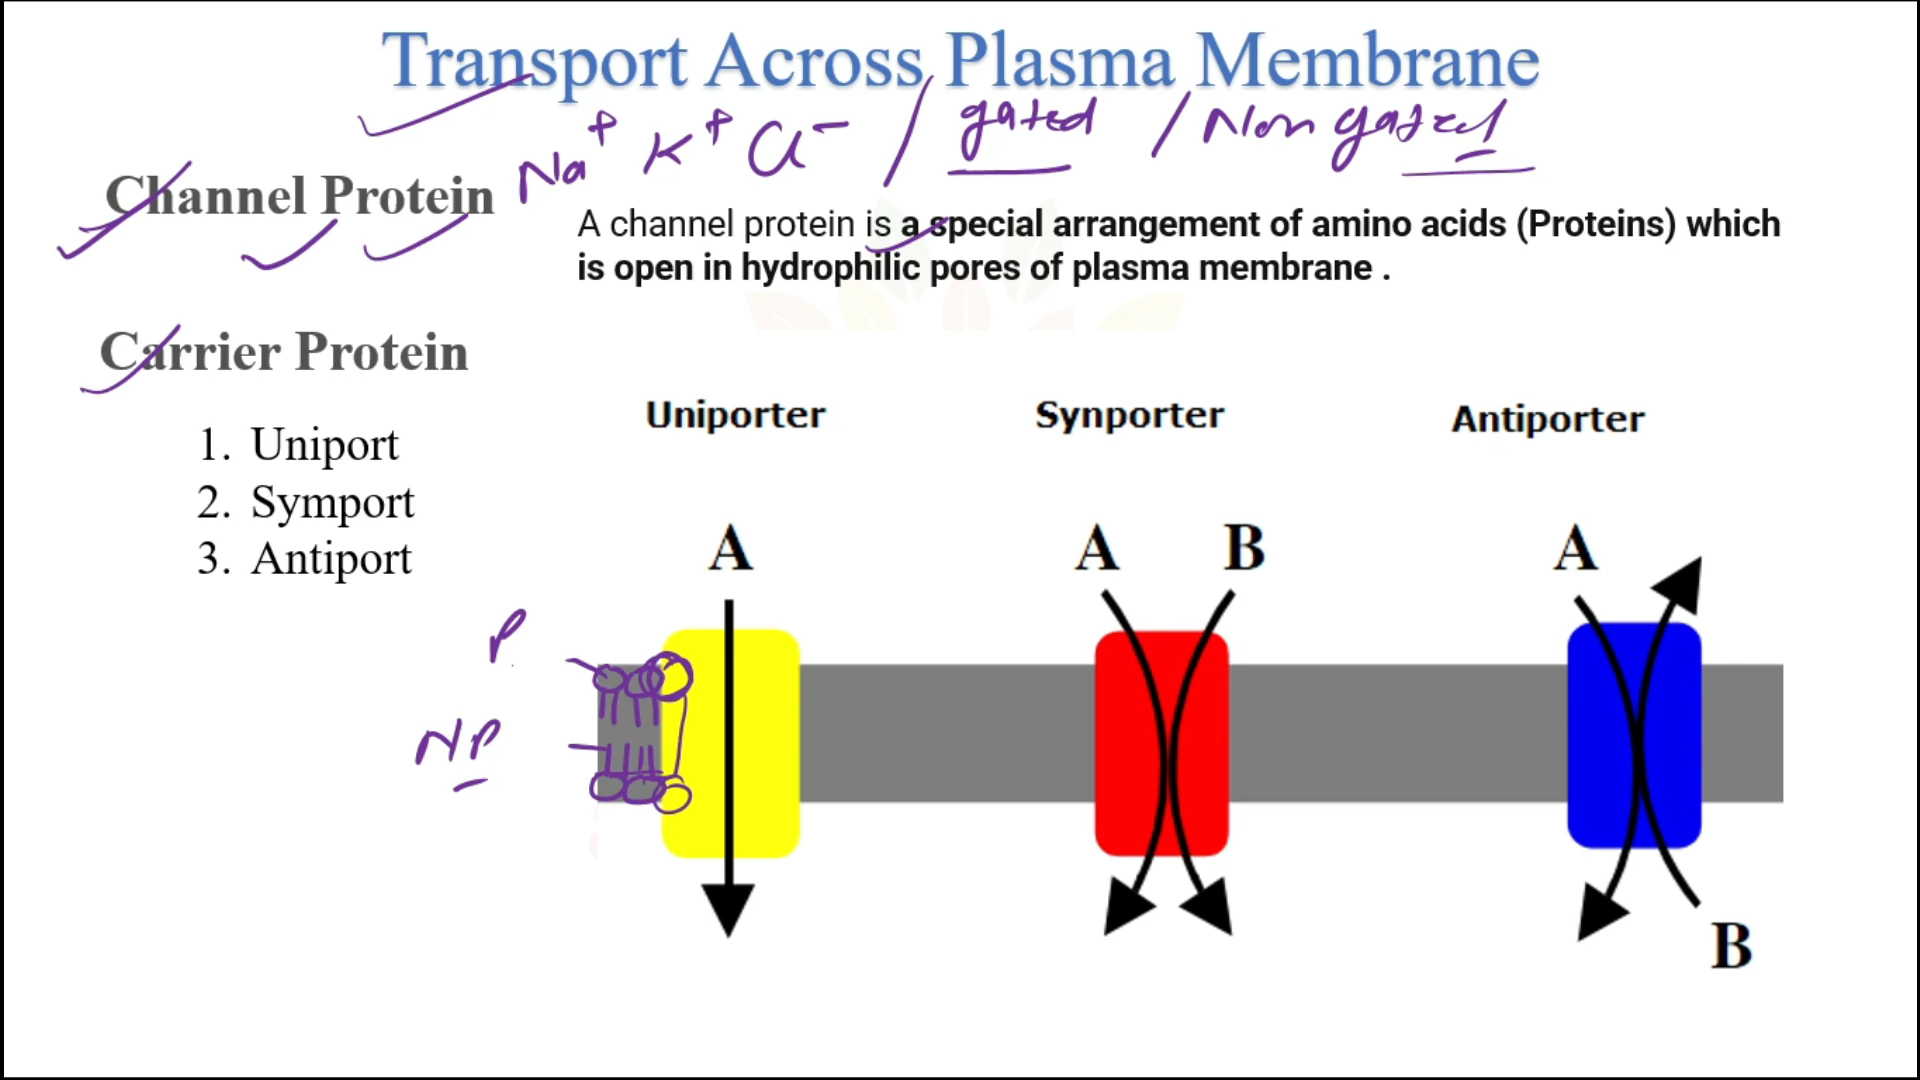 Transport Across Plasma Membrane
Na+ K+ Cl- / gated / Non gated
Channel Protein
A channel protein is a special arrangement of amino acids (Proteins) which
is open in hydrophilic pores of plasma membrane .
Carrier Protein
1. Uniport
2. Symport
3. Antiport
Uniporter Synporter Antiporter
A A B A
P
NP
B